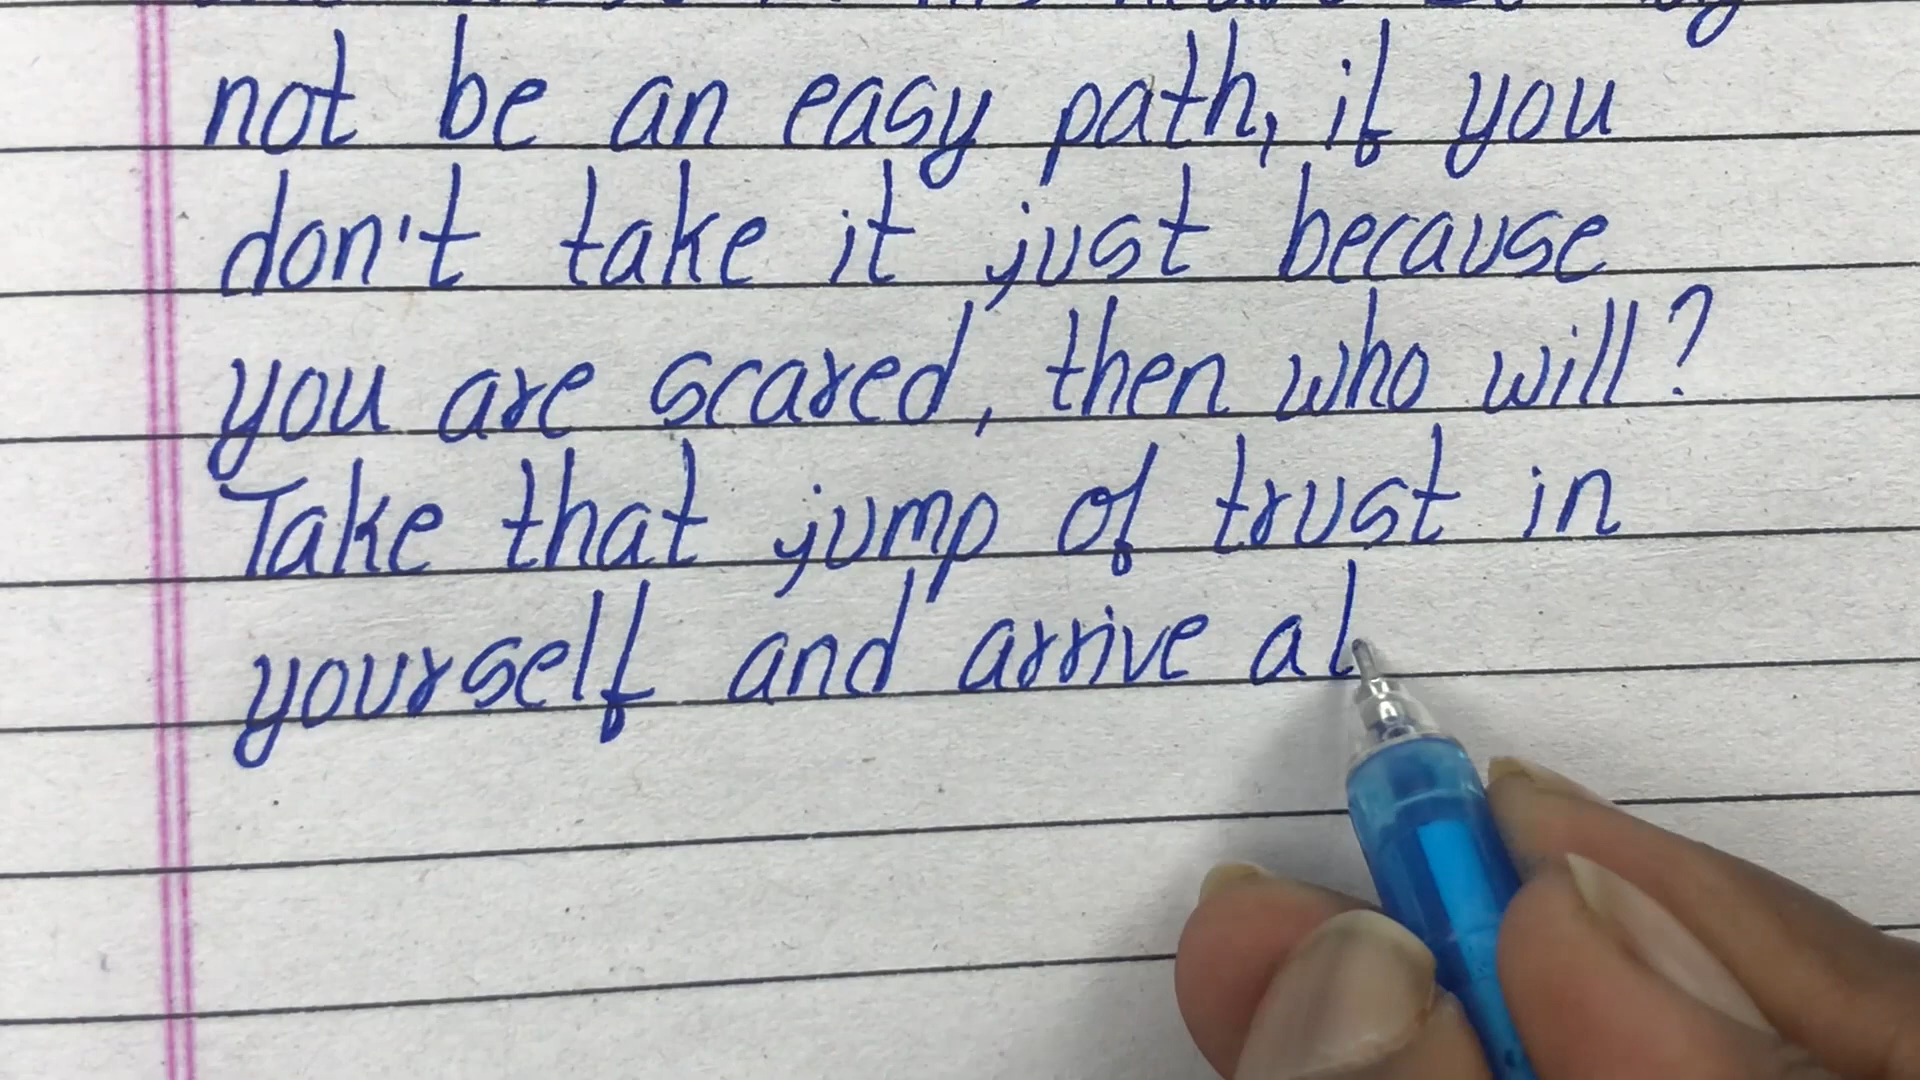 not be an easy path, if you
don't take it just because
you are scared, then who will?
Take that jump of trust in
yourself and arrive al